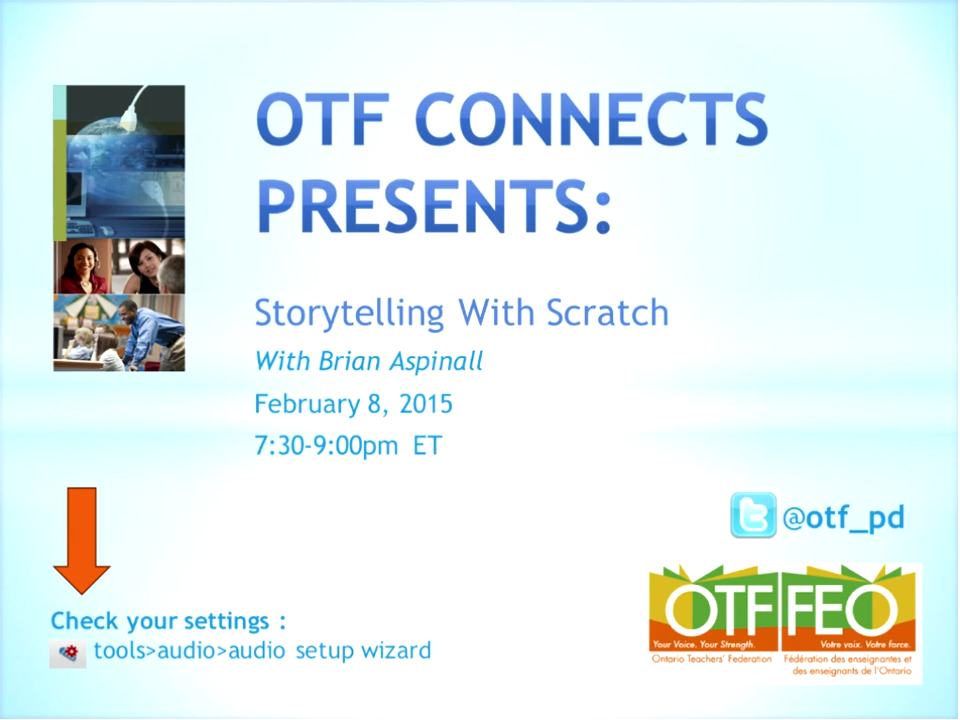 OTF CONNECTS
PRESENTS:
Storytelling With Scratch
With Brian Aspinall
February 8, 2015
7:30-9:00pm ET
@otf_pd
Check your settings :
tools>audio>audio setup wizard
OTF FEO
Your Voice. Your Strength. Votre voix. Votre force.
Ontario Teachers' Federation
Fédération des enseignantes et
des enseignants de l'Ontario